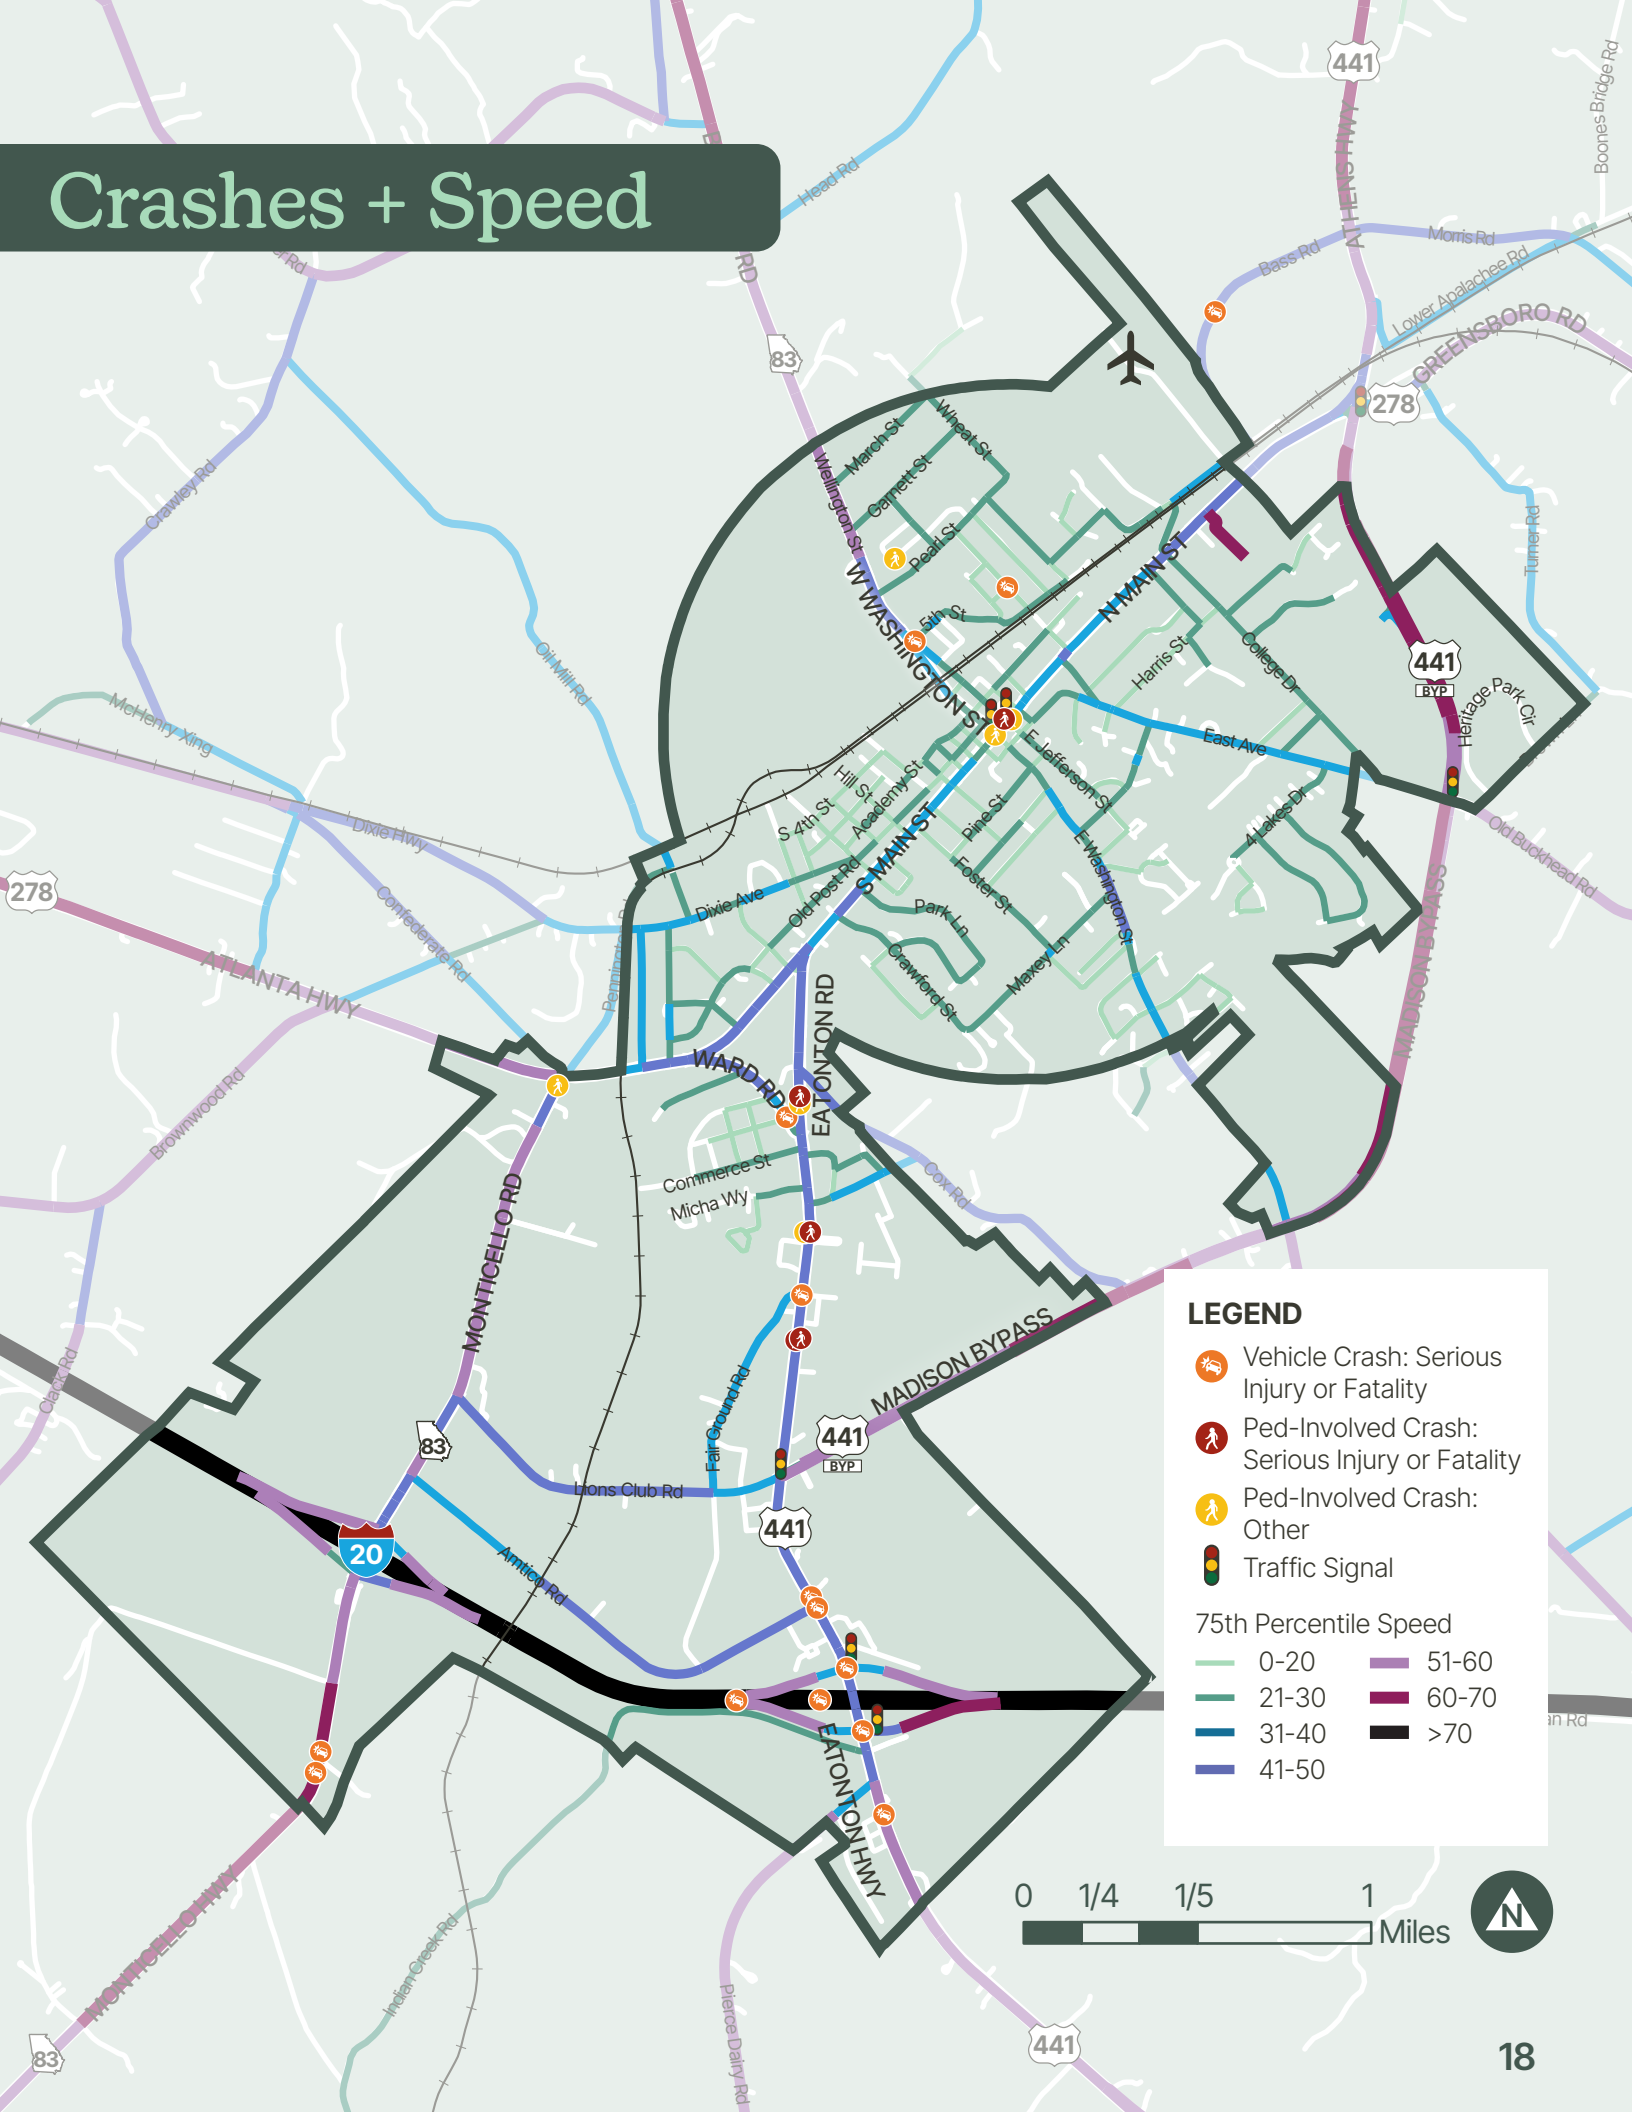 441
Boones Bridge Rd
ATHENS HWY
Head Rd
Crashes + Speed
RD
Bass Rd
Morris Rd
Lower Apalachee Rd
GREENSBORO RD
83
278
March St
Wheat St
Garnett St
Wellington St
Crawley Rd
Pearl St
Turner Rd
W WASHINGTON ST
N MAIN ST
5th St
Harris St
College Dr
441
BYP
Heritage Park Cir
Oil Mill Rd
McHenry Xing
E Jefferson St
East Ave
Hill St
Academy St
S 4th St
Pine St
4 Lakes Dr
Dixie Hwy
S MAIN ST
E Washington St
Old Buckhead Rd
278
Confederate Rd
Dixie Ave
Old Post Rd
Foster St
Park Ln
MADISON BYPASS
ATLANTA HWY
Crawford St
Maxey Ln
EATONTON RD
WARD RD
Brownwood Rd
Commerce St
Micha Wy
Cox Rd
MONTICELLO RD
Clack Rd
Fair Ground Rd
MADISON BYPASS
441
BYP
83
Lions Club Rd
441
20
Amtico Rd
LEGEND
Vehicle Crash: Serious
Injury or Fatality
Ped-Involved Crash:
Serious Injury or Fatality
Ped-Involved Crash:
Other
Traffic Signal
75th Percentile Speed
0-20
21-30
31-40
41-50
51-60
60-70
>70
an Rd
EATONTON HWY
MONTICELLO HWY
Indian Creek Rd
Pierce Dairy Rd
0 1/4 1/5 1
Miles
N
83
441
18